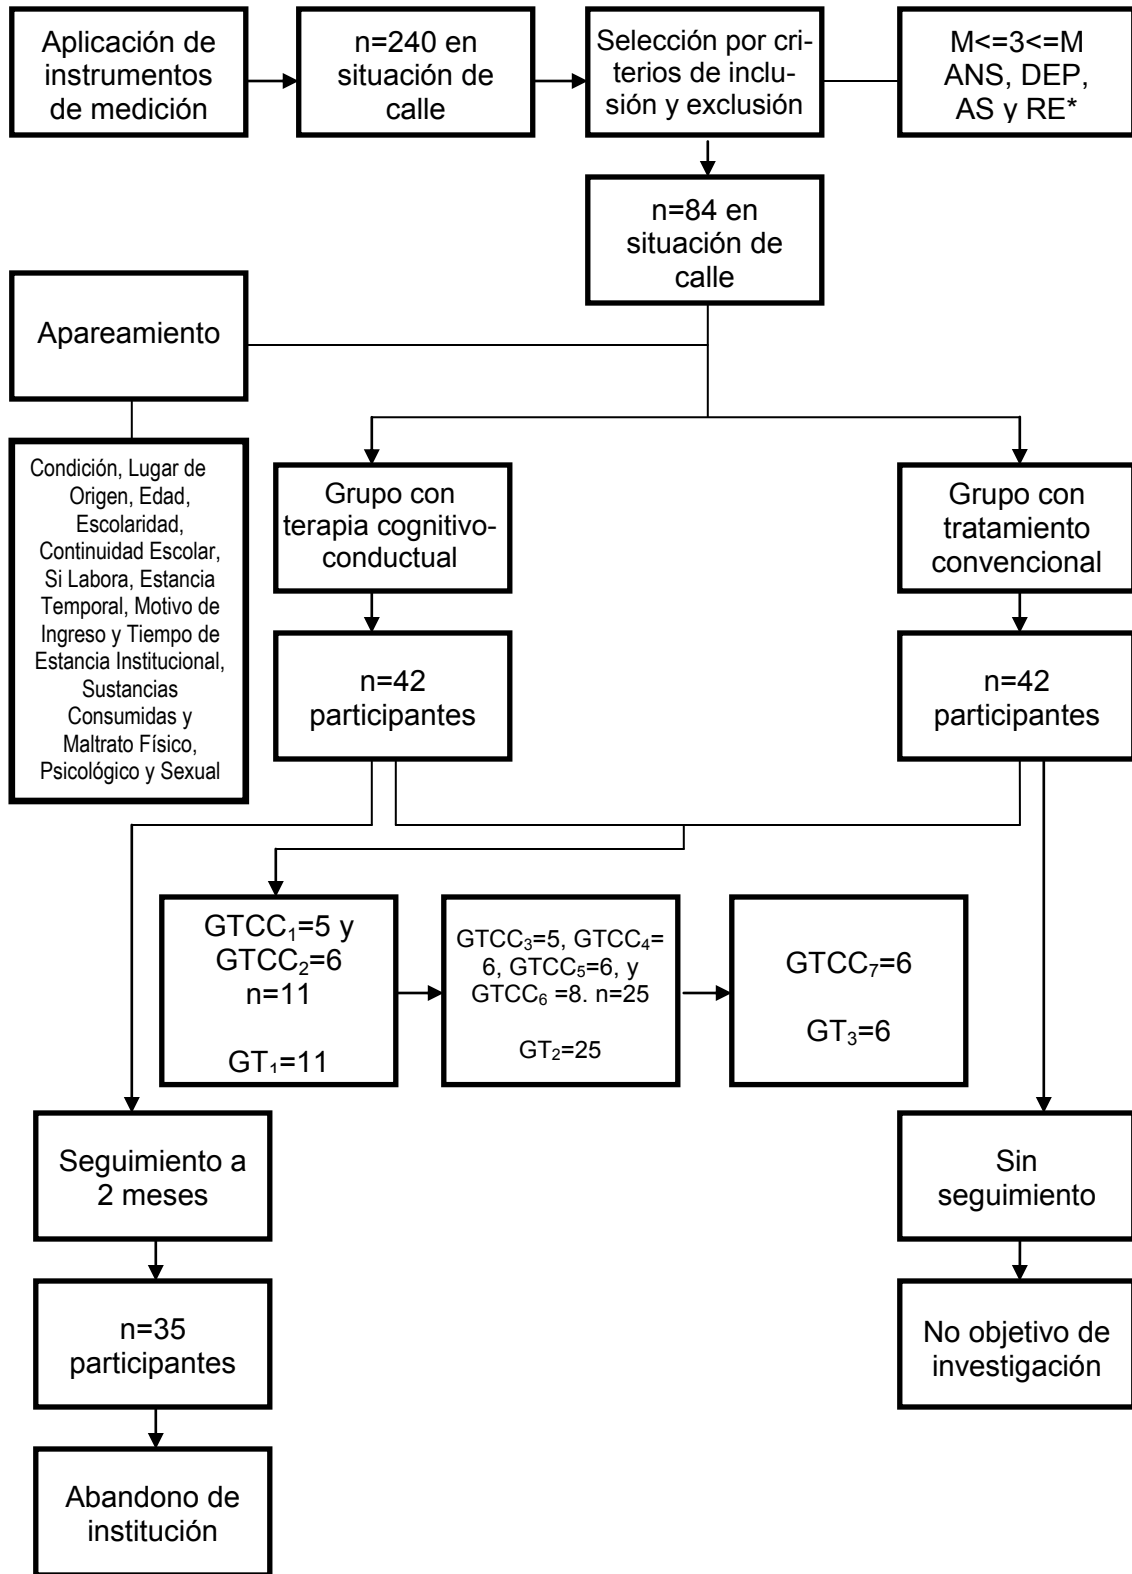 Aplicación de
instrumentos
de medición
n=240 en
situación de
calle
Selección por cri-
terios de inclu-
sión y exclusión
M<=3<=M
ANS, DEP,
AS y RE*
n=84 en
situación de
calle
Apareamiento
Condición, Lugar de
Origen, Edad,
Escolaridad,
Continuidad Escolar,
Si Labora, Estancia
Temporal, Motivo de
Ingreso y Tiempo de
Estancia Institucional,
Sustancias
Consumidas y
Maltrato Físico,
Psicológico y Sexual
Grupo con
terapia cognitivo-
conductual
Grupo con
tratamiento
convencional
n=42
participantes
n=42
participantes
GTCC₁=5 y
GTCC₂=6
n=11
GT₁=11
GTCC₃=5, GTCC₄=
6, GTCC₅=6, y
GTCC₆ =8. n=25
GT₂=25
GTCC₇=6
GT₃=6
Seguimiento a
2 meses
Sin
seguimiento
n=35
participantes
No objetivo de
investigación
Abandono de
institución